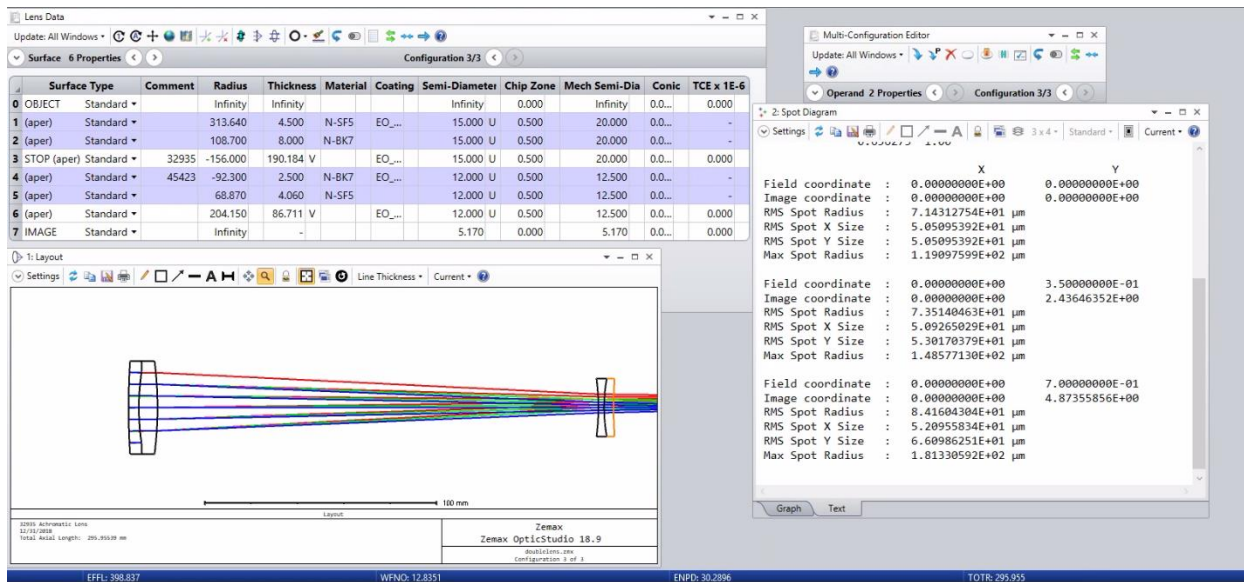 Lens Data
Update: All Windows
Surface 6 Properties
Configuration 3/3
Surface Type Comment Radius Thickness Material Coating Semi-Diameter Chip Zone Mech Semi-Dia Conic TCE x 1E-6
0 OBJECT Standard Infinity Infinity Infinity 0.000 Infinity 0.0... 0.000
1 (aper) Standard 313.640 4.500 N-SF5 EO_... 15.000 U 0.500 20.000 0.0... -
2 (aper) Standard 108.700 8.000 N-BK7 15.000 U 0.500 20.000 0.0... -
3 STOP (aper) Standard 32935 -156.000 190.184 V EO_... 15.000 U 0.500 20.000 0.0... 0.000
4 (aper) Standard 45423 -92.300 2.500 N-BK7 EO_... 12.000 U 0.500 12.500 0.0... -
5 (aper) Standard 68.870 4.060 N-SF5 12.000 U 0.500 12.500 0.0... -
6 (aper) Standard 204.150 86.711 V EO_... 12.000 U 0.500 12.500 0.0... 0.000
7 IMAGE Standard Infinity - 5.170 0.000 5.170 0.0... 0.000
Multi-Configuration Editor
Update: All Windows
Operand 2 Properties
Configuration 3/3
2: Spot Diagram
Settings
3 x 4
Standard
Current
X Y
Field coordinate : 0.00000000E+00 0.00000000E+00
Image coordinate : 0.00000000E+00 0.00000000E+00
RMS Spot Radius : 7.14312754E+01 µm
RMS Spot X Size : 5.05095392E+01 µm
RMS Spot Y Size : 5.05095392E+01 µm
Max Spot Radius : 1.19097599E+02 µm
Field coordinate : 0.00000000E+00 3.50000000E-01
Image coordinate : 0.00000000E+00 2.43646352E+00
RMS Spot Radius : 7.35140463E+01 µm
RMS Spot X Size : 5.09265029E+01 µm
RMS Spot Y Size : 5.30170379E+01 µm
Max Spot Radius : 1.48577130E+02 µm
Field coordinate : 0.00000000E+00 7.00000000E-01
Image coordinate : 0.00000000E+00 4.87355856E+00
RMS Spot Radius : 8.41604304E+01 µm
RMS Spot X Size : 5.20955834E+01 µm
RMS Spot Y Size : 6.60986251E+01 µm
Max Spot Radius : 1.81330592E+02 µm
Graph
Text
1: Layout
Settings
Line Thickness
Current
100 mm
Layout
32935 Achromatic Lens
12/31/2018
Total Axial Length: 295.95539 mm
Zemax
Zemax OpticStudio 18.9
doublelens.zmx
Configuration 3 of 3
EFFL: 398.837
WFNO: 12.8351
ENPD: 30.2896
TOTR: 295.955